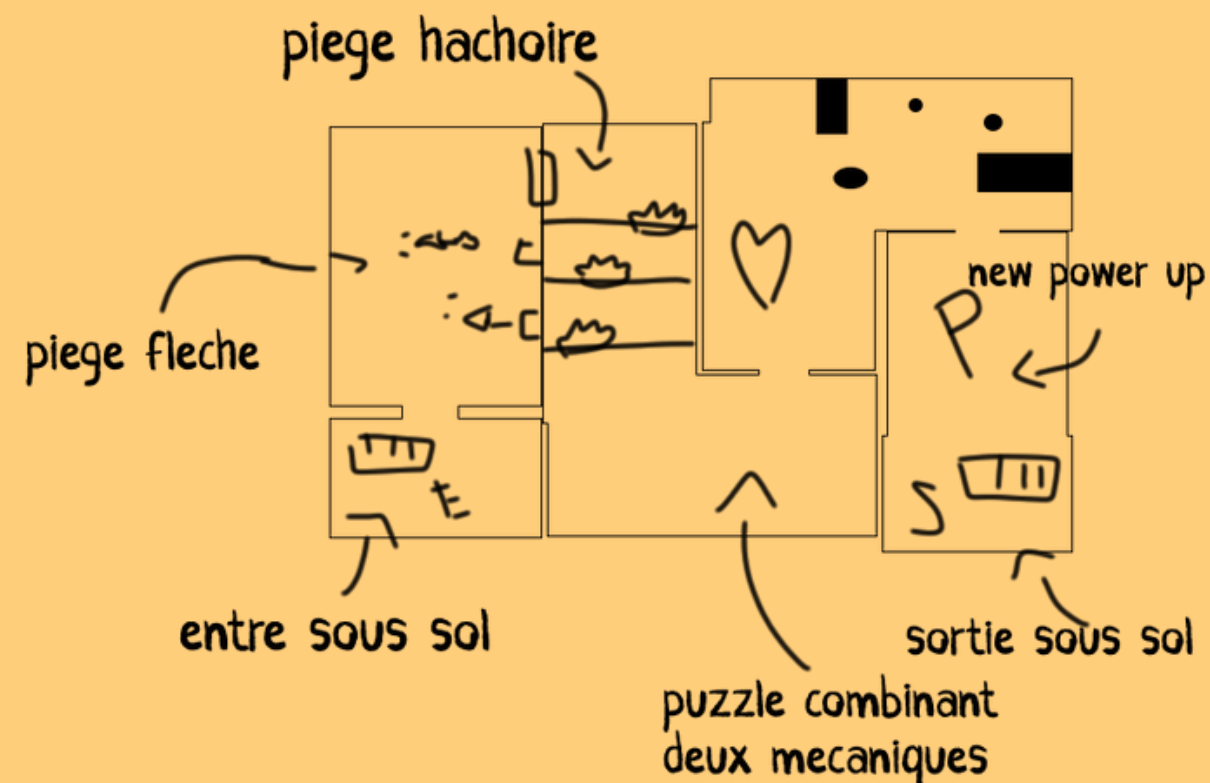 piege hachoire
new power up
P
piege fleche
E
S
entre sous sol
sortie sous sol
puzzle combinant
deux mecaniques